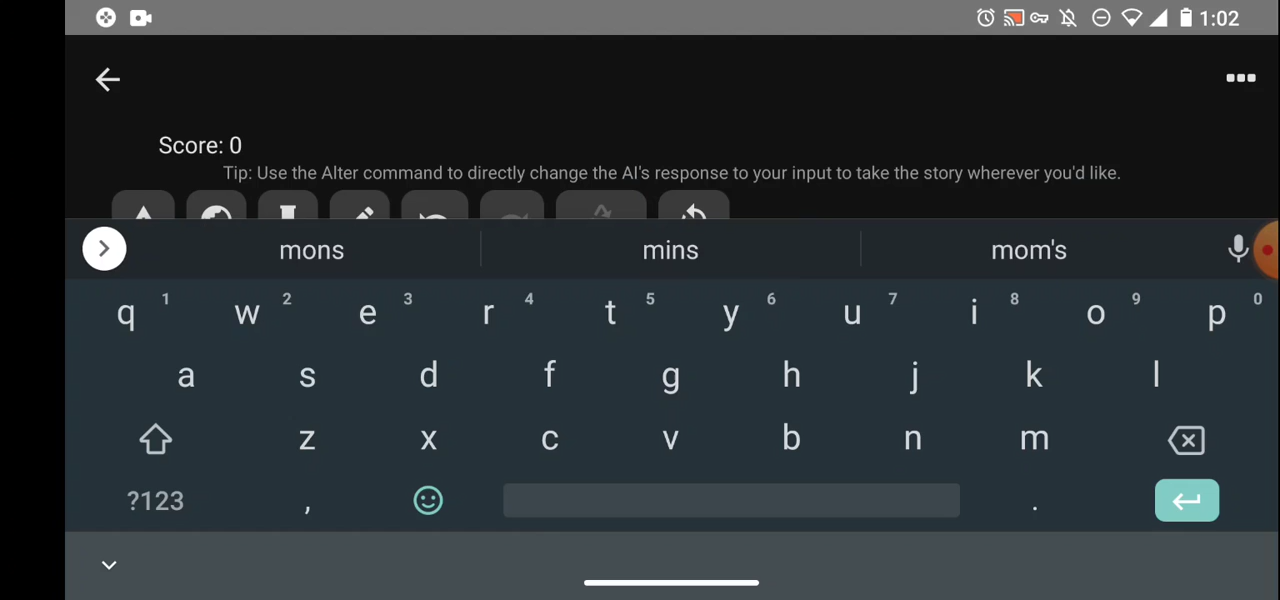 1:02
Score: 0
Tip: Use the Alter command to directly change the AI's response to your input to take the story wherever you'd like.
mons mins mom's
q 1 w 2 e 3 r 4 t 5 y 6 u 7 i 8 o 9 p 0
a s d f g h j k l
z x c v b n m
?123 , .